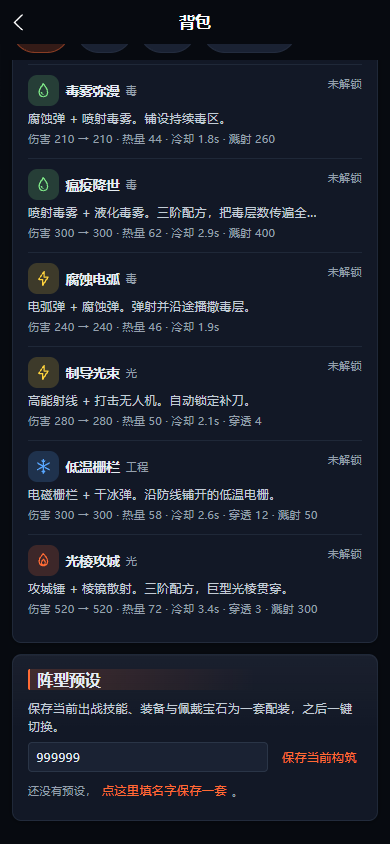 背包
毒雾弥漫 毒
未解锁
腐蚀弹 + 喷射毒雾。铺设持续毒区。
伤害 210 → 210 · 热量 44 · 冷却 1.8s · 溅射 260
瘟疫降世 毒
未解锁
喷射毒雾 + 液化毒雾。三阶配方，把毒层数传遍全...
伤害 300 → 300 · 热量 62 · 冷却 2.9s · 溅射 400
腐蚀电弧 毒
未解锁
电弧弹 + 腐蚀弹。弹射并沿途播撒毒层。
伤害 240 → 240 · 热量 46 · 冷却 1.9s
制导光束 光
未解锁
高能射线 + 打击无人机。自动锁定补刀。
伤害 280 → 280 · 热量 50 · 冷却 2.1s · 穿透 4
低温栅栏 工程
未解锁
电磁栅栏 + 干冰弹。沿防线铺开的低温电栅。
伤害 300 → 300 · 热量 58 · 冷却 2.6s · 穿透 12 · 溅射 50
光棱攻城 光
未解锁
攻城锤 + 棱镜散射。三阶配方，巨型光棱贯穿。
伤害 520 → 520 · 热量 72 · 冷却 3.4s · 穿透 3 · 溅射 300
阵型预设
保存当前出战技能、装备与佩戴宝石为一套配装，之后一键
切换。
999999
保存当前构筑
还没有预设， 点这里填名字保存一套 。